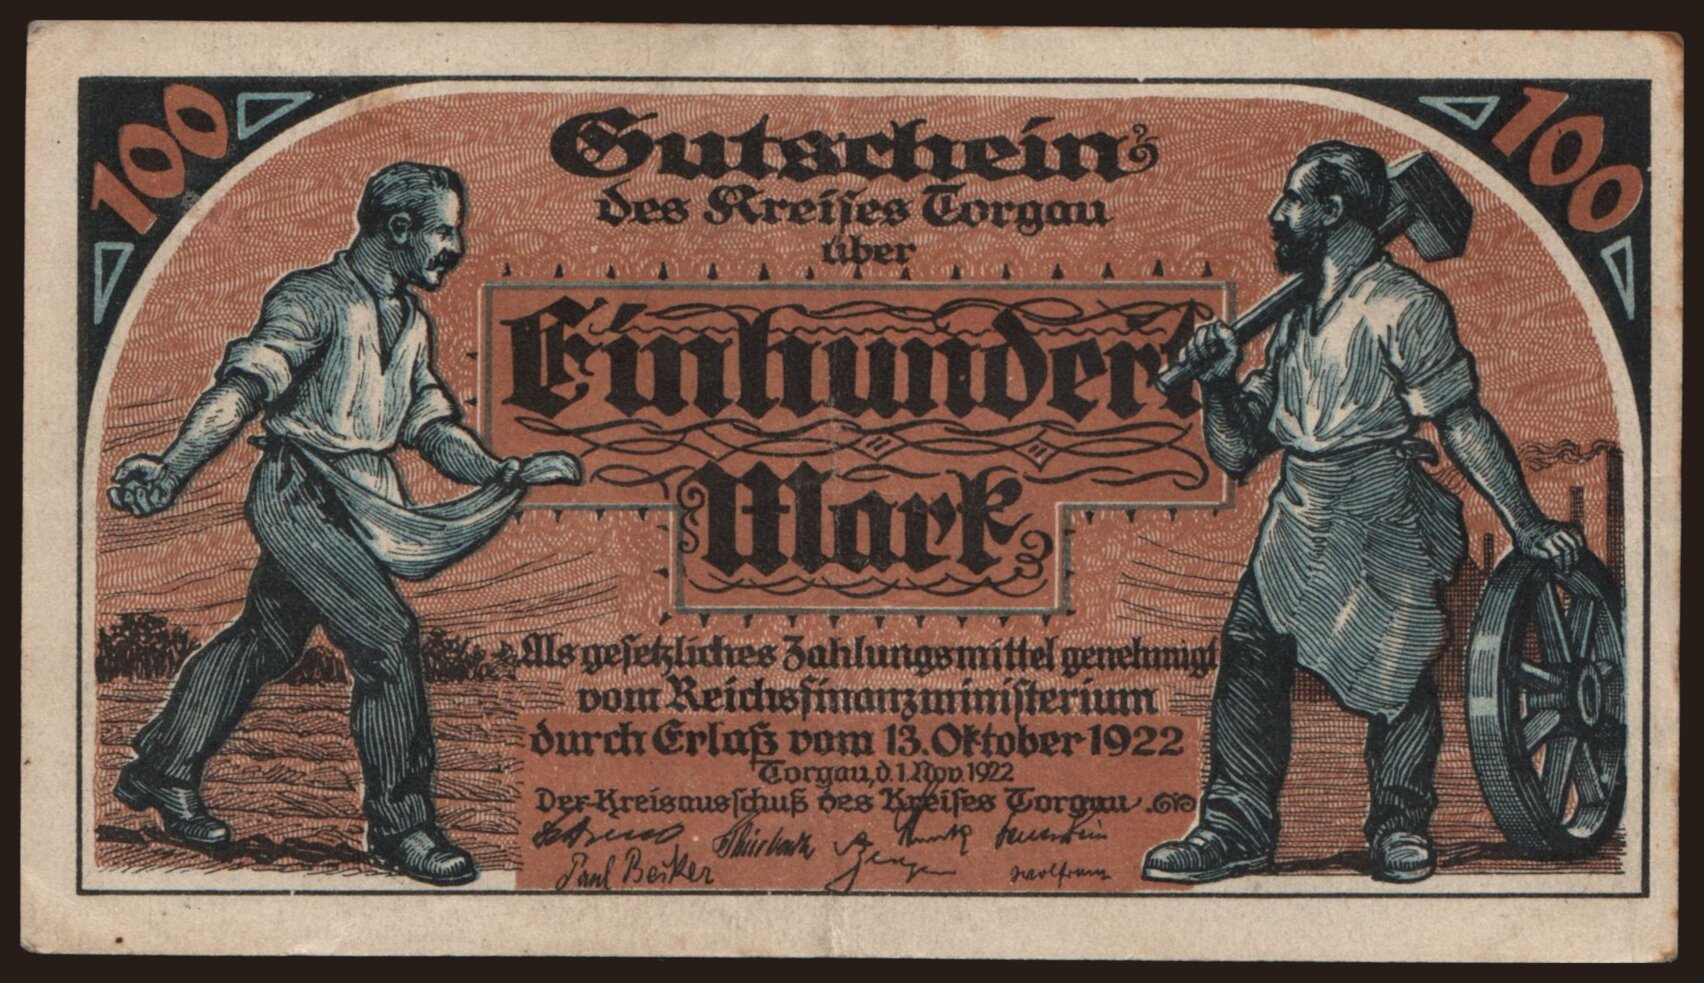 100
100
Gutschein
des Kreises Torgau
über
Einhundert
Mark
Als gesetzliches Zahlungsmittel genehmigt
vom Reichsfinanzministerium
durch Erlaß vom 13. Oktober 1922
Torgau, d. 1. Nov. 1922
Der Kreisausschuß des Kreises Torgau
Paul Becker
Wolfram